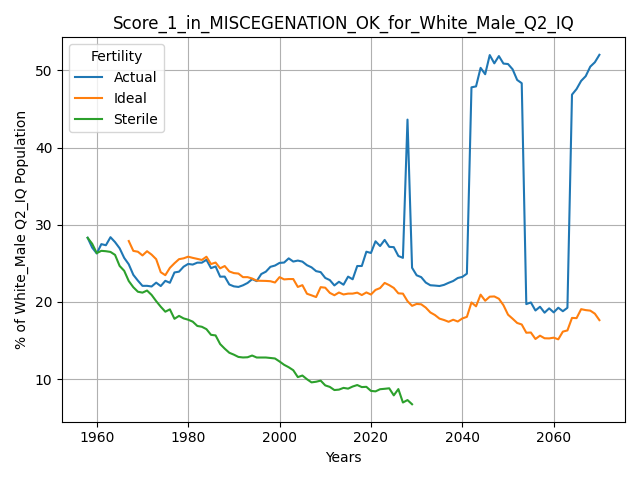 Score_1_in_MISCEGENATION_OK_for_White_Male_Q2_IQ
Fertility
Actual
Ideal
Sterile
% of White_Male Q2_IQ Population
50
40
30
20
10
1960
1980
2000
2020
2040
2060
Years